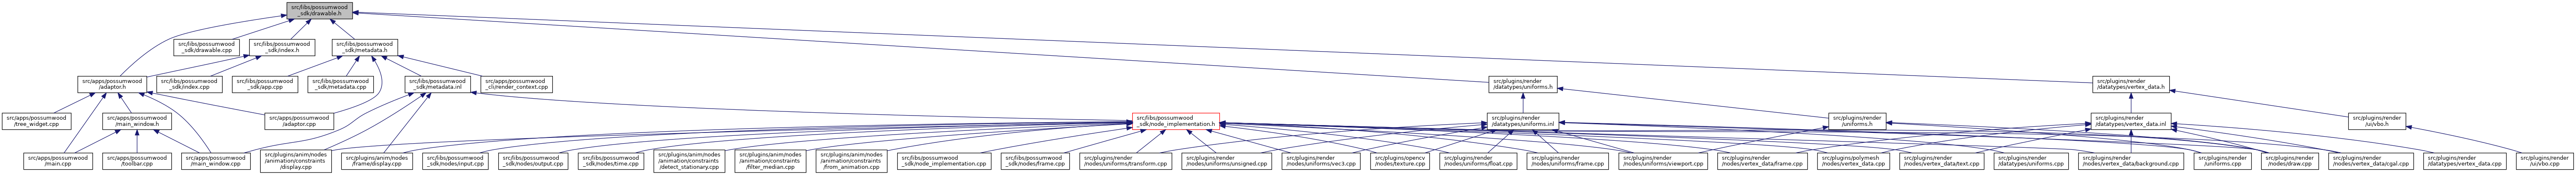 src/libs/possumwood
_sdk/drawable.h
src/libs/possumwood
_sdk/drawable.cpp
src/libs/possumwood
_sdk/index.h
src/libs/possumwood
_sdk/metadata.h
src/apps/possumwood
/adaptor.h
src/libs/possumwood
_sdk/index.cpp
src/libs/possumwood
_sdk/app.cpp
src/libs/possumwood
_sdk/metadata.cpp
src/libs/possumwood
_sdk/metadata.inl
src/apps/possumwood
_cli/render_context.cpp
src/plugins/render
/datatypes/uniforms.h
src/plugins/render
/datatypes/vertex_data.h
src/apps/possumwood
/tree_widget.cpp
src/apps/possumwood
/main_window.h
src/apps/possumwood
/adaptor.cpp
src/libs/possumwood
_sdk/node_implementation.h
src/plugins/render
/datatypes/uniforms.inl
src/plugins/render
/uniforms.h
src/plugins/render
/datatypes/vertex_data.inl
src/plugins/render
/ui/vbo.h
src/apps/possumwood
/main.cpp
src/apps/possumwood
/toolbar.cpp
src/apps/possumwood
/main_window.cpp
src/plugins/anim/nodes
/animation/constraints
/display.cpp
src/plugins/anim/nodes
/skeleton/display.cpp
src/libs/possumwood
_sdk/nodes/input.cpp
src/libs/possumwood
_sdk/nodes/output.cpp
src/libs/possumwood
_sdk/nodes/time.cpp
src/plugins/anim/nodes
/animation/constraints
/detect_stationary.cpp
src/plugins/anim/nodes
/animation/constraints
/filter_median.cpp
src/plugins/anim/nodes
/animation/constraints
/from_animation.cpp
src/libs/possumwood
_sdk/node_implementation.cpp
src/libs/possumwood
_sdk/nodes/frame.cpp
src/plugins/render
/nodes/uniforms/transform.cpp
src/plugins/render
/nodes/uniforms/unsigned.cpp
src/plugins/render
/nodes/uniforms/vec3.cpp
src/plugins/opencv
/nodes/texture.cpp
src/plugins/render
/nodes/uniforms/float.cpp
src/plugins/render
/nodes/uniforms/frame.cpp
src/plugins/render
/nodes/uniforms/viewport.cpp
src/plugins/render
/nodes/vertex_data/frame.cpp
src/plugins/polymesh
/nodes/vertex_data.cpp
src/plugins/render
/nodes/vertex_data/text.cpp
src/plugins/render
/datatypes/uniforms.cpp
src/plugins/render
/nodes/vertex_data/background.cpp
src/plugins/render
/uniforms.cpp
src/plugins/render
/nodes/draw.cpp
src/plugins/render
/nodes/vertex_data/cgal.cpp
src/plugins/render
/datatypes/vertex_data.cpp
src/plugins/render
/ui/vbo.cpp